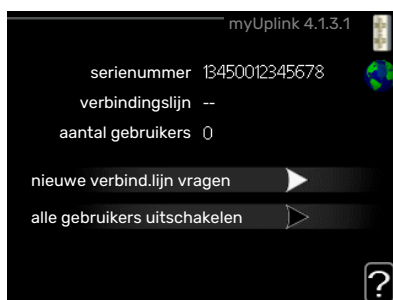 myUplink 4.1.3.1
serienummer 13450012345678
verbindingslijn --
aantal gebruikers 0
nieuwe verbind.lijn vragen
alle gebruikers uitschakelen
?